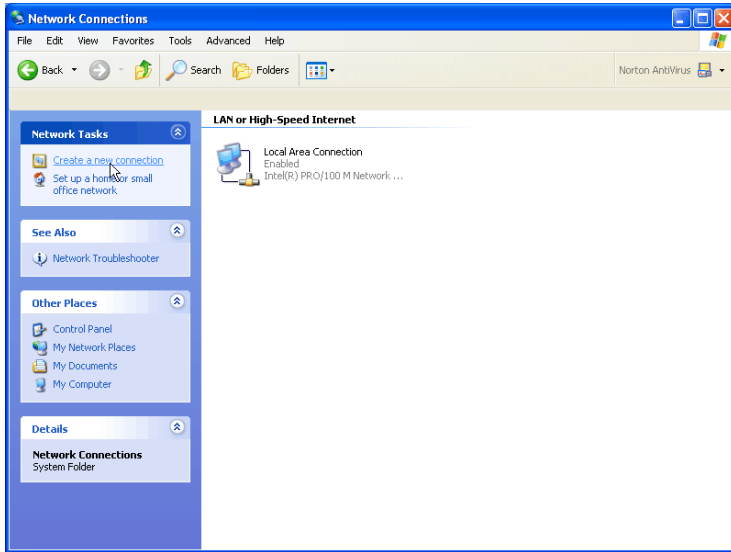 Network Connections
File Edit View Favorites Tools Advanced Help
Back Search Folders Norton AntiVirus
Network Tasks
Create a new connection
Set up a home or small
office network
See Also
Network Troubleshooter
Other Places
Control Panel
My Network Places
My Documents
My Computer
Details
Network Connections
System Folder
LAN or High-Speed Internet
Local Area Connection
Enabled
Intel(R) PRO/100 M Network ...